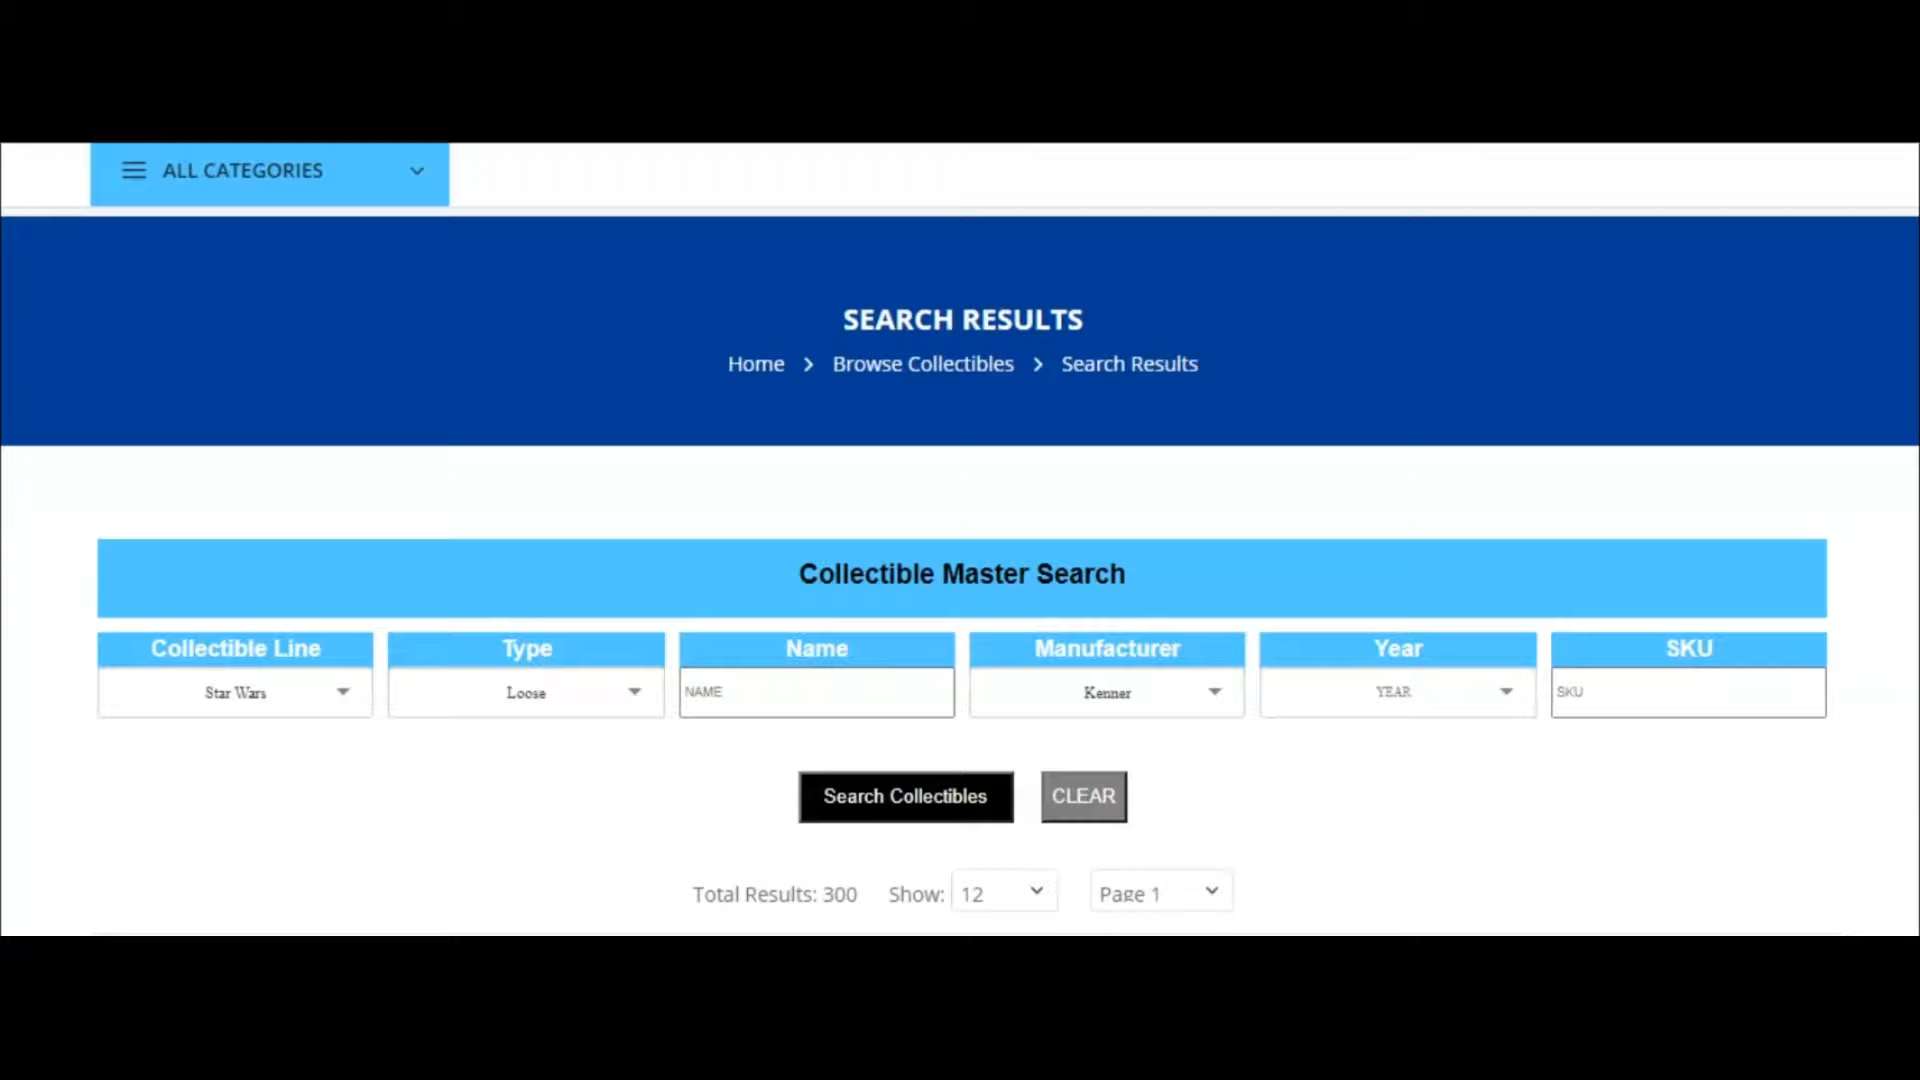 ALL CATEGORIES
SEARCH RESULTS
Home > Browse Collectibles > Search Results
Collectible Master Search
Collectible Line Type Name Manufacturer Year SKU
Star Wars Loose NAME Kenner YEAR SKU
Search Collectibles CLEAR
Total Results: 300 Show: 12 Page 1